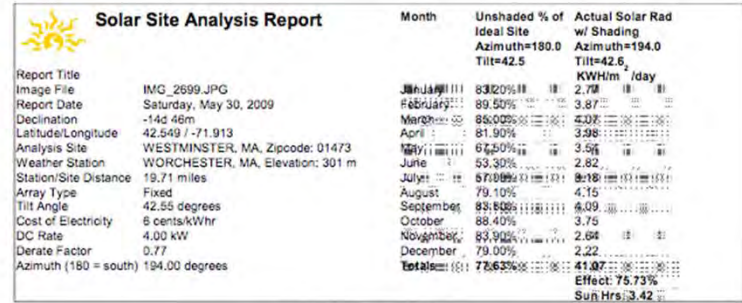 Solar Site Analysis Report
Report Title
Image File IMG_2699.JPG
Report Date Saturday, May 30, 2009
Declination -14d 46m
Latitude/Longitude 42.549 / -71.913
Analysis Site WESTMINSTER, MA, Zipcode: 01473
Weather Station WORCHESTER, MA, Elevation: 301 m
Station/Site Distance 19.71 miles
Array Type Fixed
Tilt Angle 42.55 degrees
Cost of Electricity 6 cents/kWhr
DC Rate 4.00 kW
Derate Factor 0.77
Azimuth (180 = south) 194.00 degrees
Month Unshaded % of Actual Solar Rad
Ideal Site w/ Shading
Azimuth=180.0 Azimuth=194.0
Tilt=42.5 Tilt=42.6
KWH/m2 /day
January 83.20% 2.77
February 89.50% 3.87
March 85.00% 4.07
April 81.90% 3.98
May 67.50% 3.54
June 53.30% 2.82
July 3.18
August 79.10% 4.15
September 4.09
October 88.40% 3.75
November 83.90% 2.64
December 79.00% 2.22
Totals 77.63% 41.07
Effect: 75.73%
Sun Hrs: 3.42